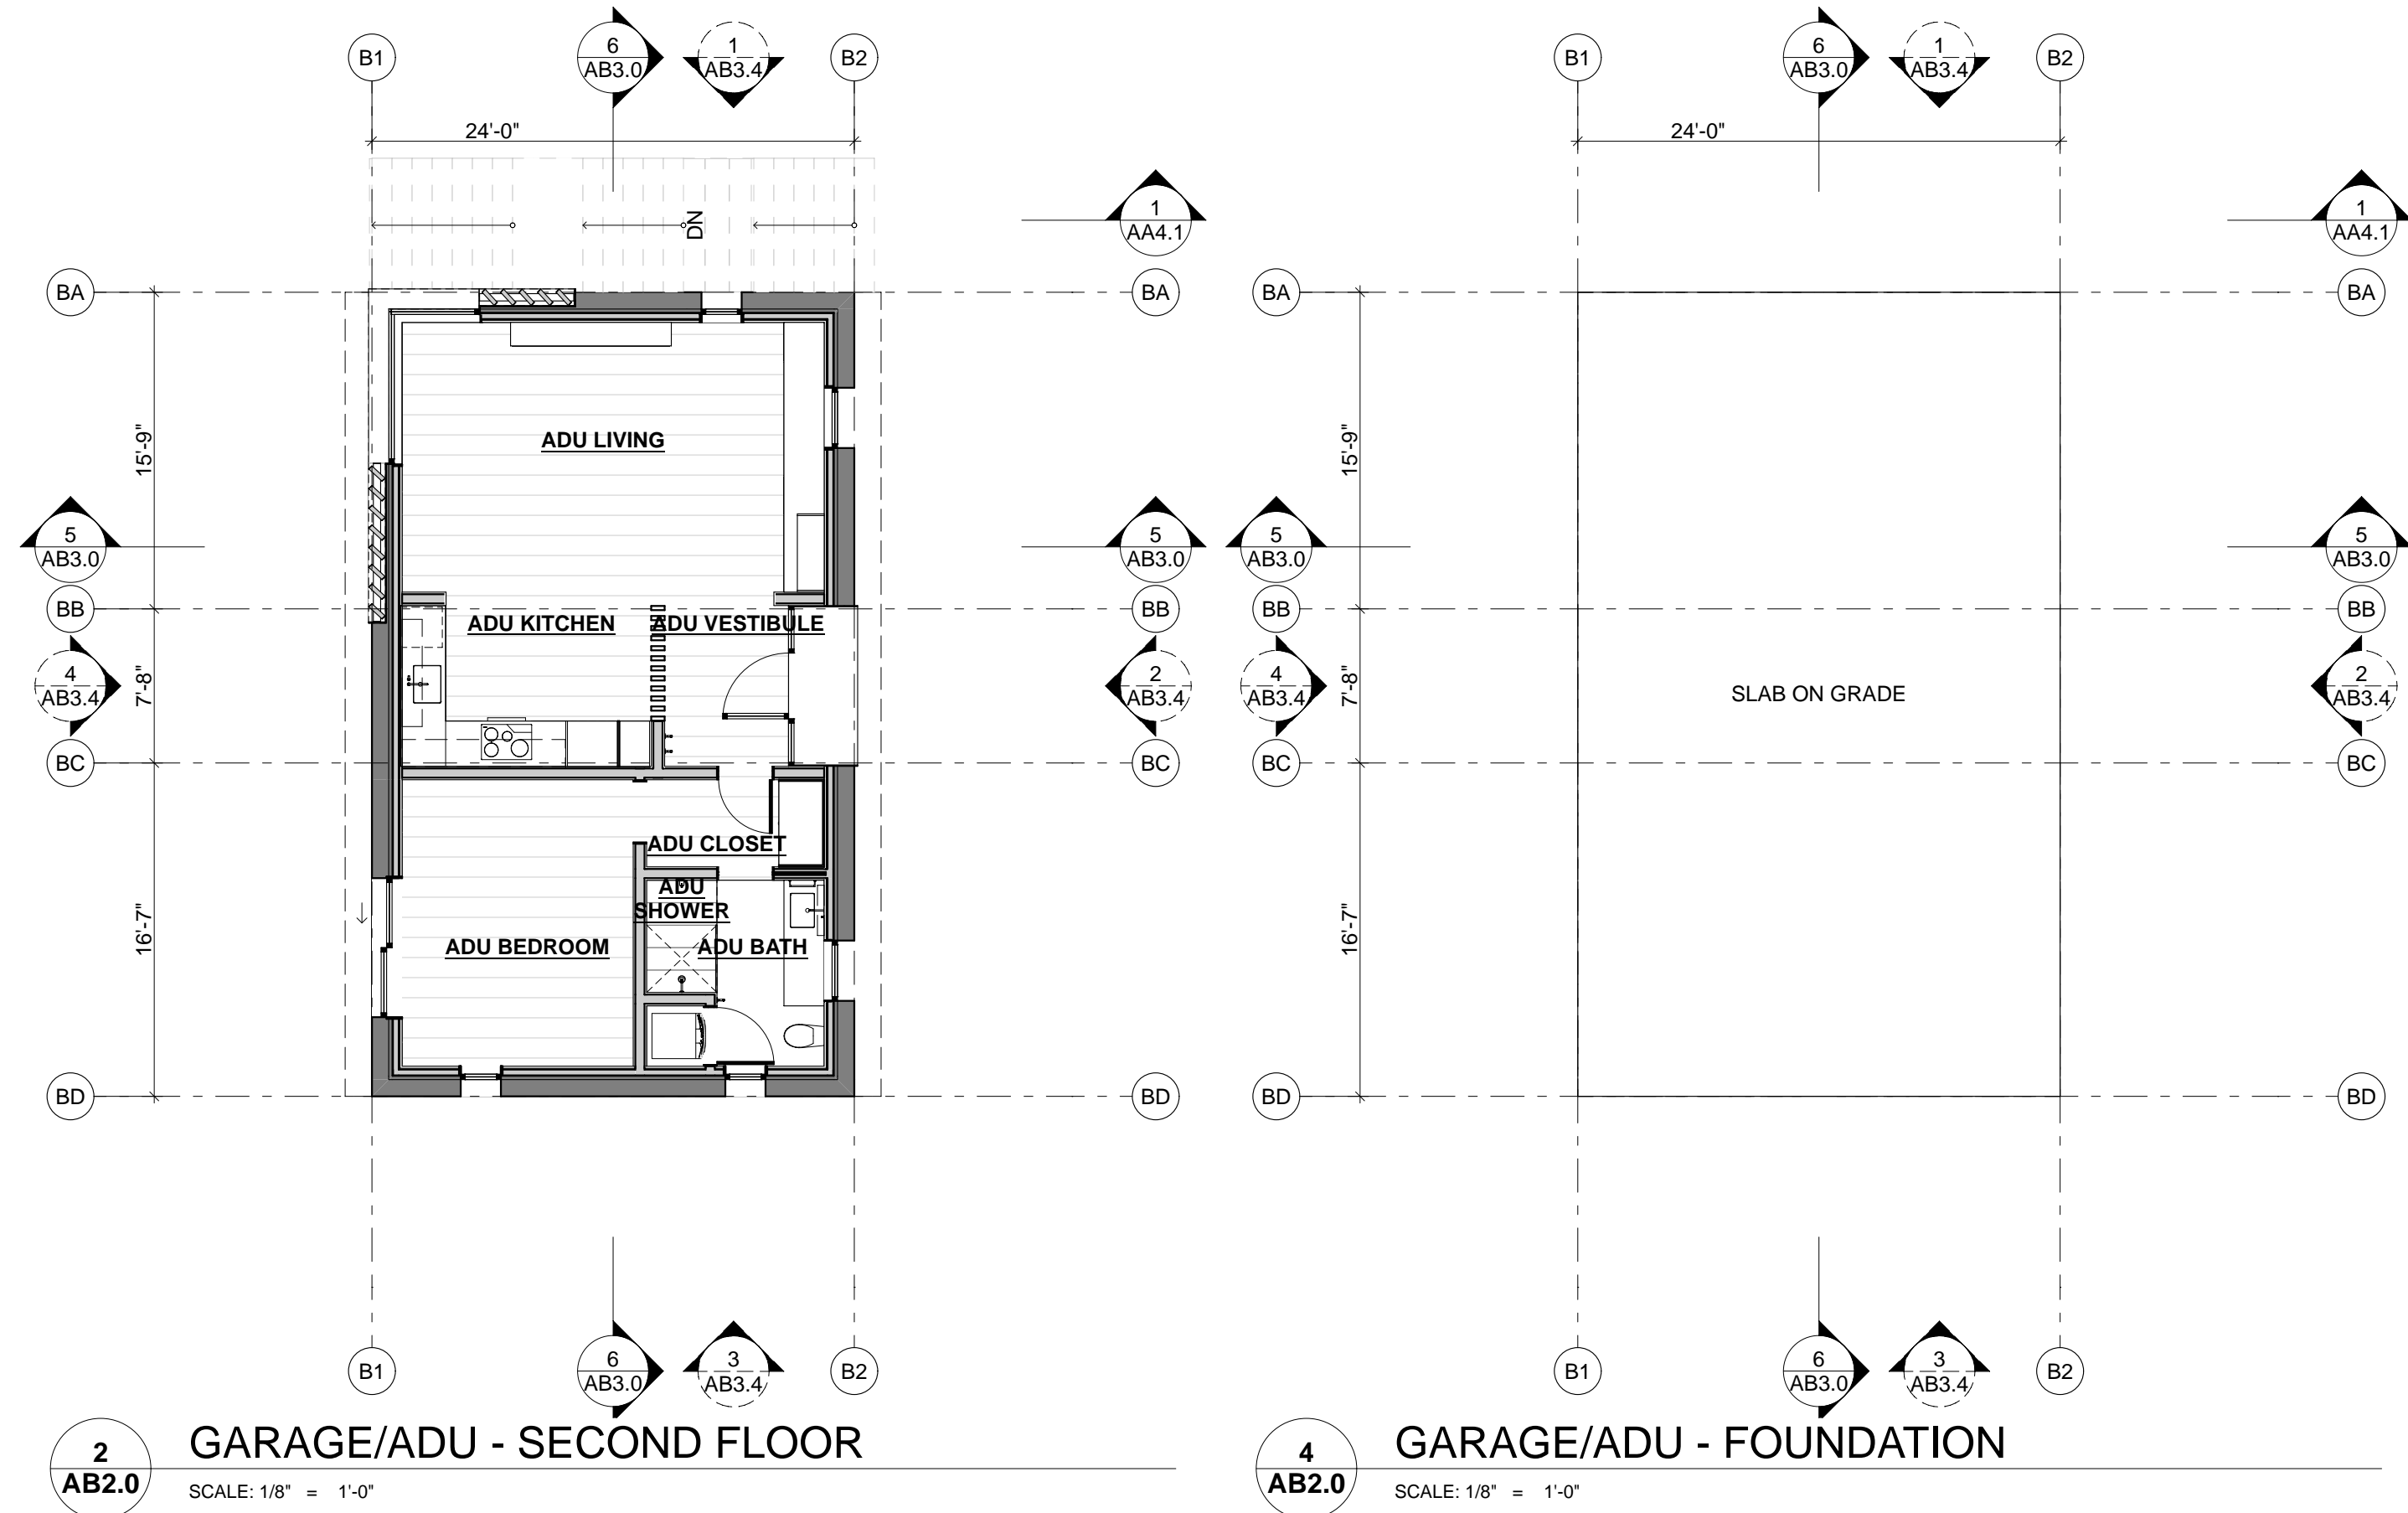 B1
6
AB3.0
1
AB3.4
B2
24'-0"
DN
1
AA4.1
BA
BA
15'-9"
ADU LIVING
5
AB3.0
5
AB3.0
BB
BB
ADU KITCHEN
ADU VESTIBULE
4
AB3.4
7'-8"
2
AB3.4
BC
BC
ADU CLOSET
ADU
SHOWER
16'-7"
ADU BEDROOM
ADU BATH
BD
BD
B1
6
AB3.0
3
AB3.4
B2
2
AB2.0
GARAGE/ADU - SECOND FLOOR
SCALE: 1/8" = 1'-0"
B1
6
AB3.0
1
AB3.4
B2
24'-0"
1
AA4.1
BA
BA
15'-9"
5
AB3.0
5
AB3.0
BB
BB
4
AB3.4
7'-8"
SLAB ON GRADE
2
AB3.4
BC
BC
16'-7"
BD
BD
B1
6
AB3.0
3
AB3.4
B2
4
AB2.0
GARAGE/ADU - FOUNDATION
SCALE: 1/8" = 1'-0"